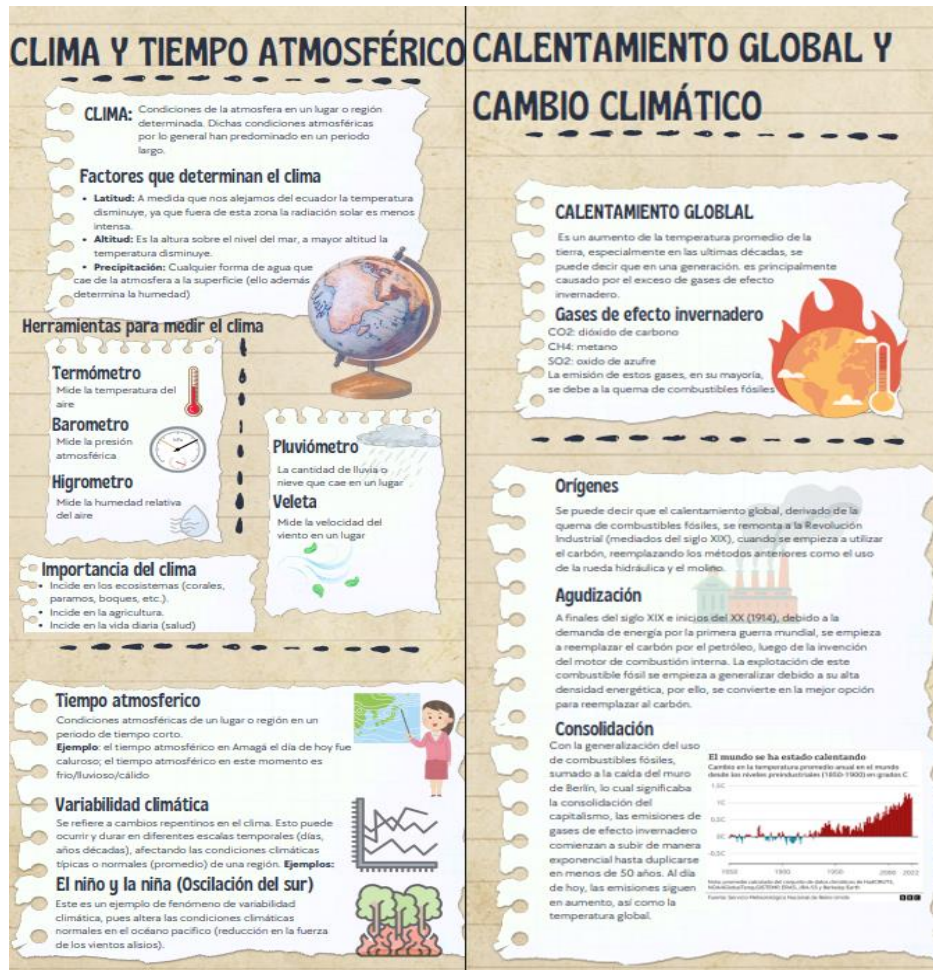 CLIMA Y TIEMPO ATMOSFÉRICO
CLIMA: Condiciones de la atmosfera en un lugar o región
determinada. Dichas condiciones atmosféricas
por lo general han predominado en un periodo
largo.
Factores que determinan el clima
• Latitud: A medida que nos alejamos del ecuador la temperatura
disminuye, ya que fuera de esta zona la radiación solar es menos
intensa.
• Altitud: Es la altura sobre el nivel del mar, a mayor altitud la
temperatura disminuye.
• Precipitación: Cualquier forma de agua que
cae de la atmosfera a la superficie (ello además
determina la humedad)
Herramientas para medir el clima
Termómetro
Mide la temperatura del
aire
Barometro
Mide la presión
atmosférica
Higrometro
Mide la humedad relativa
del aire
Pluviómetro
La cantidad de lluvia o
nieve que cae en un lugar
Veleta
Mide la velocidad del
viento en un lugar
Importancia del clima
• Incide en los ecosistemas (corales,
paramos, boques, etc.).
• Incide en la agricultura.
• Incide en la vida diaria (salud)
Tiempo atmosferico
Condiciones atmosféricas de un lugar o región en un
periodo de tiempo corto.
Ejemplo: el tiempo atmosférico en Amagá el día de hoy fue
caluroso; el tiempo atmosférico en este momento es
frio/lluvioso/cálido
Variabilidad climática
Se refiere a cambios repentinos en el clima. Esto puede
ocurrir y durar en diferentes escalas temporales (días,
años décadas), afectando las condiciones climáticas
típicas o normales (promedio) de una región. Ejemplos:
El niño y la niña (Oscilación del sur)
Este es un ejemplo de fenómeno de variabilidad
climática, pues altera las condiciones climáticas
normales en el océano pacifico (reducción en la fuerza
de los vientos alisios).
CALENTAMIENTO GLOBAL Y
CAMBIO CLIMÁTICO
CALENTAMIENTO GLOBLAL
Es un aumento de la temperatura promedio de la
tierra, especialmente en las ultimas décadas, se
puede decir que en una generación. es principalmente
causado por el exceso de gases de efecto
invernadero.
Gases de efecto invernadero
CO2: dióxido de carbono
CH4: metano
SO2: oxido de azufre
La emisión de estos gases, en su mayoría,
se debe a la quema de combustibles fósiles
Orígenes
Se puede decir que el calentamiento global, derivado de la
quema de combustibles fósiles, se remonta a la Revolución
Industrial (mediados del siglo XIX), cuando se empieza a utilizar
el carbón, reemplazando los métodos anteriores como el uso
de la rueda hidráulica y el molino.
Agudización
A finales del siglo XIX e inicios del XX (1914), debido a la
demanda de energía por la primera guerra mundial, se empieza
a reemplazar el carbón por el petróleo, luego de la invención
del motor de combustión interna. La explotación de este
combustible fósil se empieza a generalizar debido a su alta
densidad energética, por ello, se convierte en la mejor opción
para reemplazar al carbón.
Consolidación
Con la generalización del uso
de combustibles fósiles,
sumado a la caída del muro
de Berlín, lo cual significaba
la consolidación del
capitalismo, las emisiones de
gases de efecto invernadero
comienzan a subir de manera
exponencial hasta duplicarse
en menos de 50 años. Al día
de hoy, las emisiones siguen
en aumento, así como la
temperatura global.
El mundo se ha estado calentando
Cambio en la temperatura promedio anual en el mundo
desde los niveles preindustriales (1850-1900) en grados C
1,5C
1C
0,5C
0C
-0,5C
1850
1900
1950
2000
2022
Nota: promedio calculado del conjunto de datos climáticos de HadCRUT5,
Fuente: Servicio Meteorológico Nacional de Reino Unido
BBC